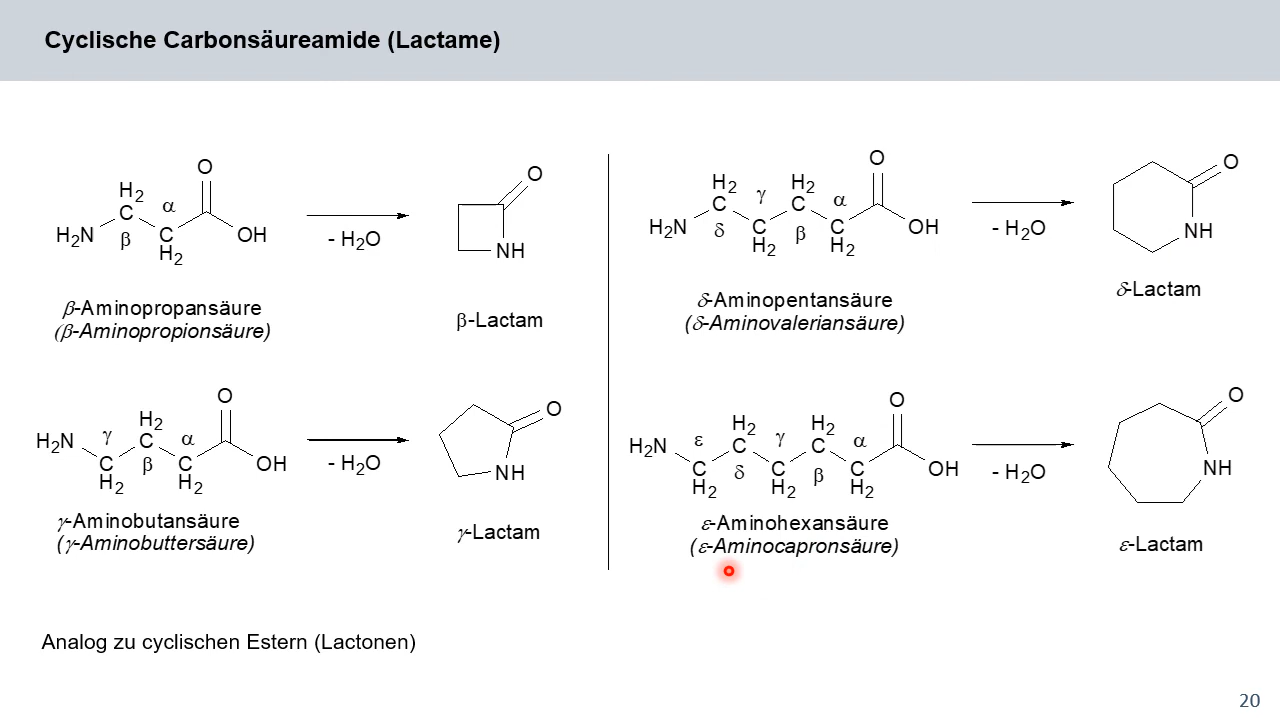 Cyclische Carbonsäureamide (Lactame)
O
H2
α
C
H2N
β
C
H2
OH
- H2O
O
NH
β-Aminopropansäure
(β-Aminopropionsäure)
β-Lactam
O
H2
γ
C
β
α
H2N
C
H2
C
H2
OH
- H2O
O
NH
γ-Aminobutansäure
(γ-Aminobuttersäure)
γ-Lactam
O
H2
H2
γ
α
C
C
H2N
δ
β
C
H2
C
H2
OH
- H2O
O
NH
δ-Aminopentansäure
(δ-Aminovaleriansäure)
δ-Lactam
O
H2
H2
ε
γ
α
C
C
H2N
δ
β
C
H2
C
H2
C
H2
OH
- H2O
O
NH
ε-Aminohexansäure
(ε-Aminocapronsäure)
ε-Lactam
Analog zu cyclischen Estern (Lactonen)
20